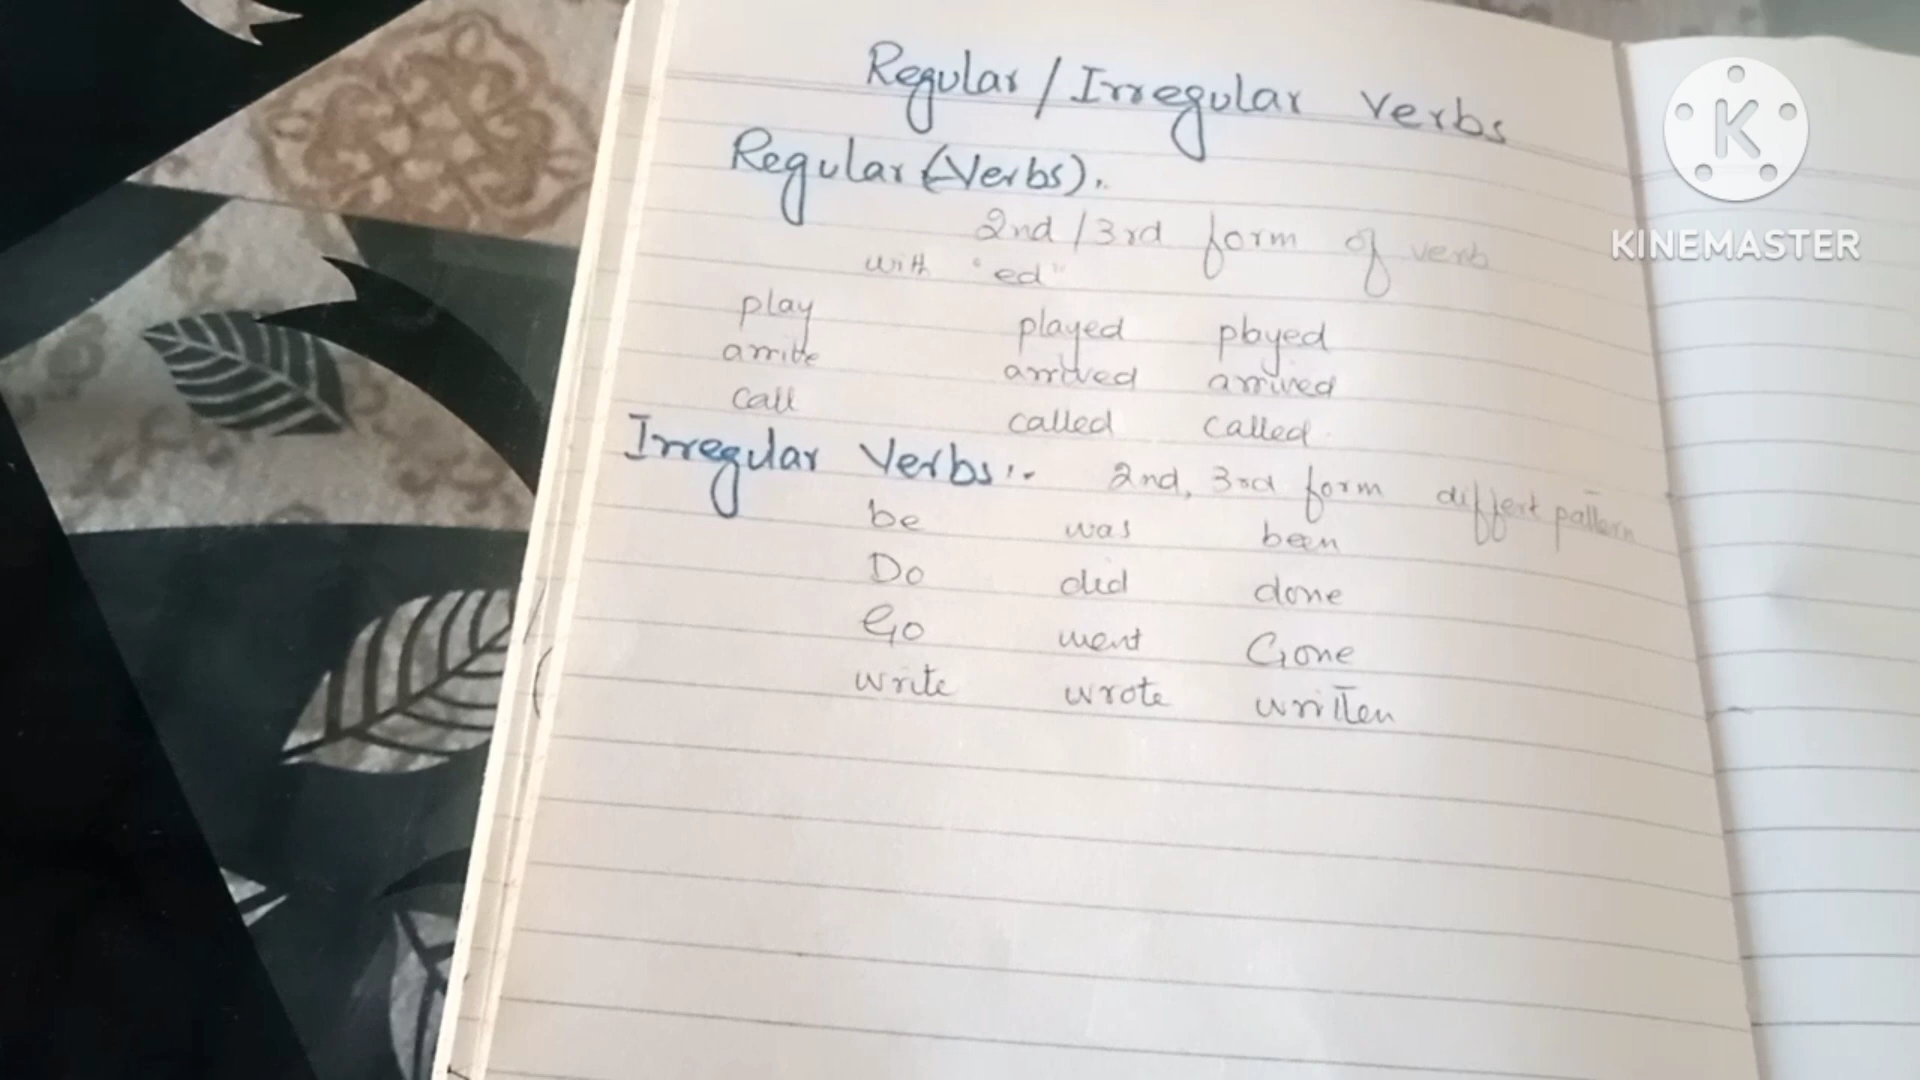 Regular / Irregular Verbs
Regular (Verbs).
2nd / 3rd form of verb
with "ed"
play played played
arrive arrived arrived
call called called
Irregular Verbs :- 2nd, 3rd form differt pattern
be was been
Do did done
Go went Gone
write wrote written
KINEMASTER